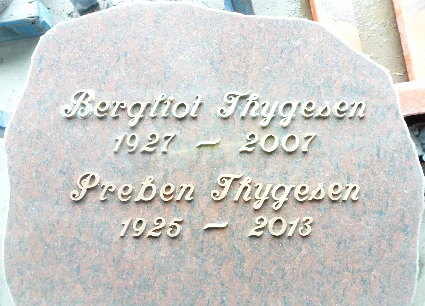 Bergliot Thygesen
1927 – 2007
Preben Thygesen
1925 – 2013